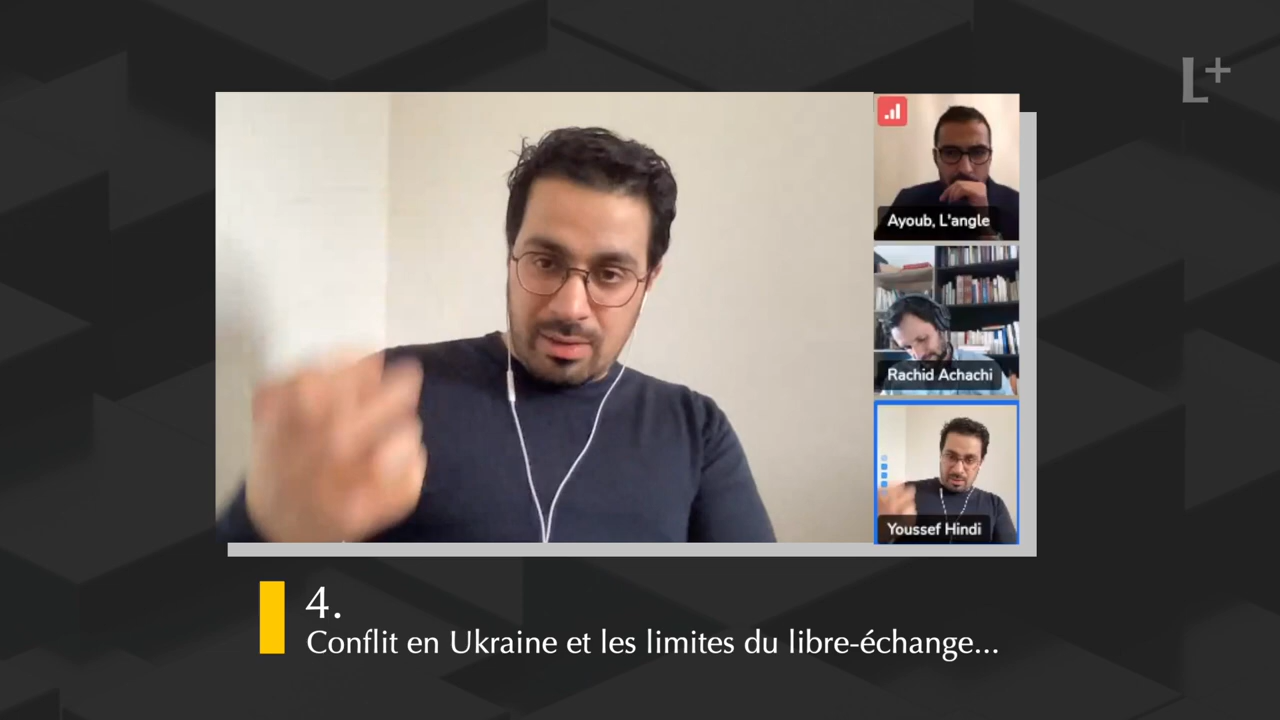 L+
Ayoub, L'angle
Rachid Achachi
Youssef Hindi
4.
Conflit en Ukraine et les limites du libre-échange...